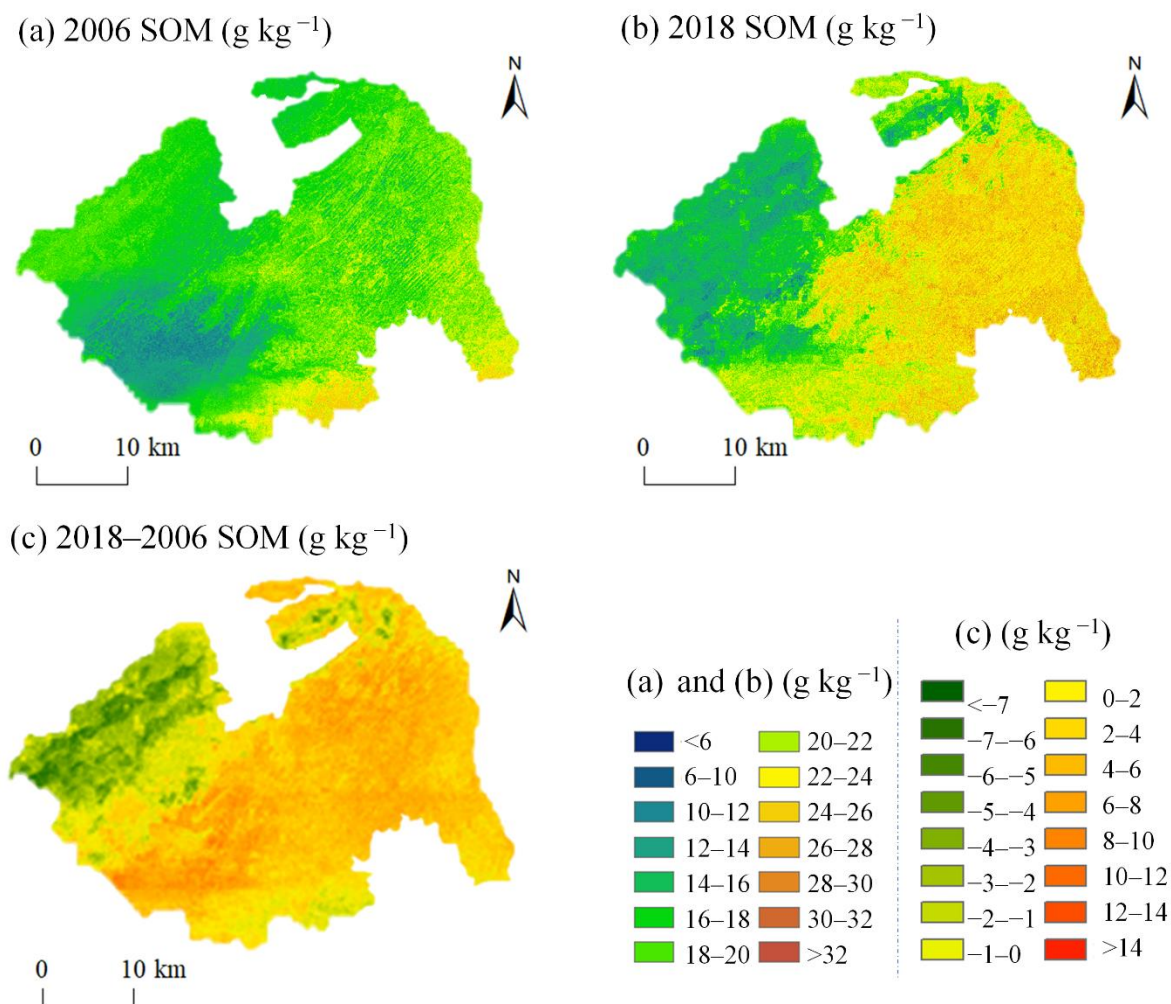 (a) 2006 SOM (g kg⁻¹)
(b) 2018 SOM (g kg⁻¹)
N
N
0 10 km
0 10 km
(c) 2018–2006 SOM (g kg⁻¹)
N
0 10 km
(a) and (b) (g kg⁻¹)
<6
6–10
10–12
12–14
14–16
16–18
18–20
20–22
22–24
24–26
26–28
28–30
30–32
>32
(c) (g kg⁻¹)
<−7
−7–−6
−6–−5
−5–−4
−4–−3
−3–−2
−2–−1
−1–0
0–2
2–4
4–6
6–8
8–10
10–12
12–14
>14